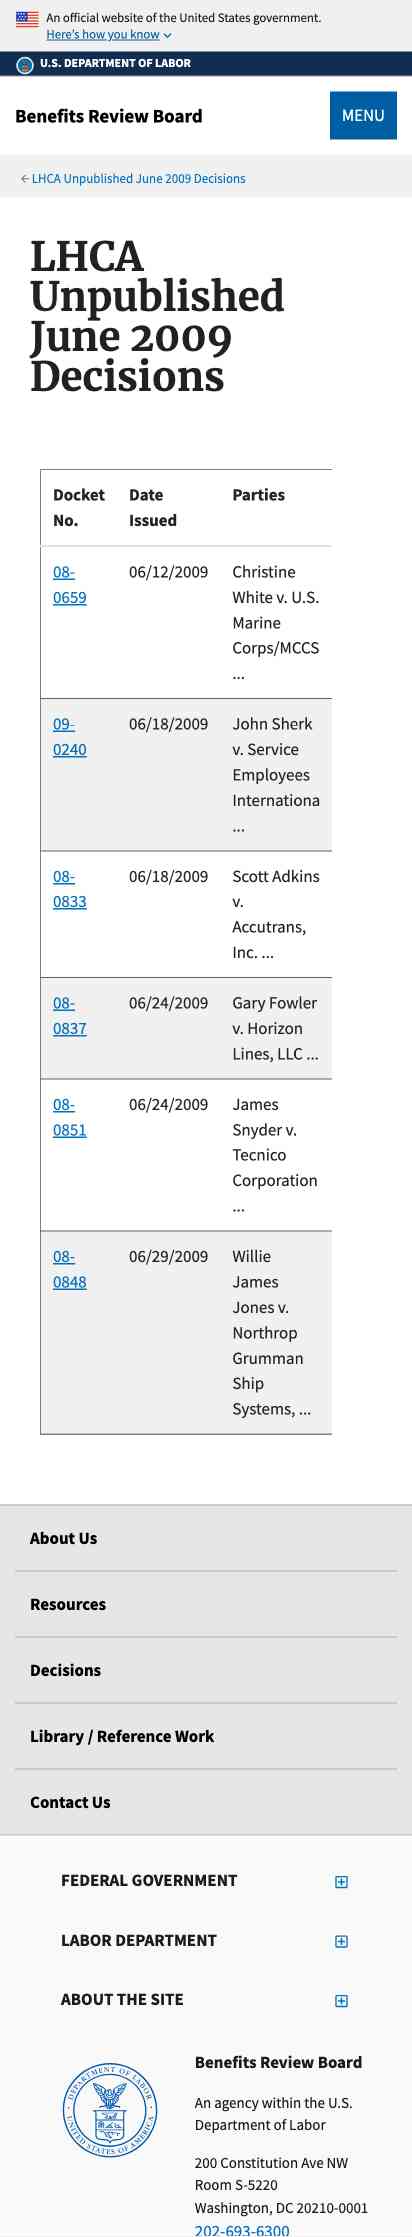 An official website of the United States government.
Here's how you know
U.S. DEPARTMENT OF LABOR
Benefits Review Board
MENU
LHCA Unpublished June 2009 Decisions
LHCA
Unpublished
June 2009
Decisions
Docket No. Date Issued Parties
08-0659 06/12/2009 Christine White v. U.S. Marine Corps/MCCS ...
09-0240 06/18/2009 John Sherk v. Service Employees Internationa ...
08-0833 06/18/2009 Scott Adkins v. Accutrans, Inc. ...
08-0837 06/24/2009 Gary Fowler v. Horizon Lines, LLC ...
08-0851 06/24/2009 James Snyder v. Tecnico Corporation ...
08-0848 06/29/2009 Willie James Jones v. Northrop Grumman Ship Systems, ...
About Us
Resources
Decisions
Library / Reference Work
Contact Us
FEDERAL GOVERNMENT
LABOR DEPARTMENT
ABOUT THE SITE
DEPARTMENT OF LABOR
UNITED STATES OF AMERICA
Benefits Review Board
An agency within the U.S.
Department of Labor
200 Constitution Ave NW
Room S-5220
Washington, DC 20210-0001
202-693-6300